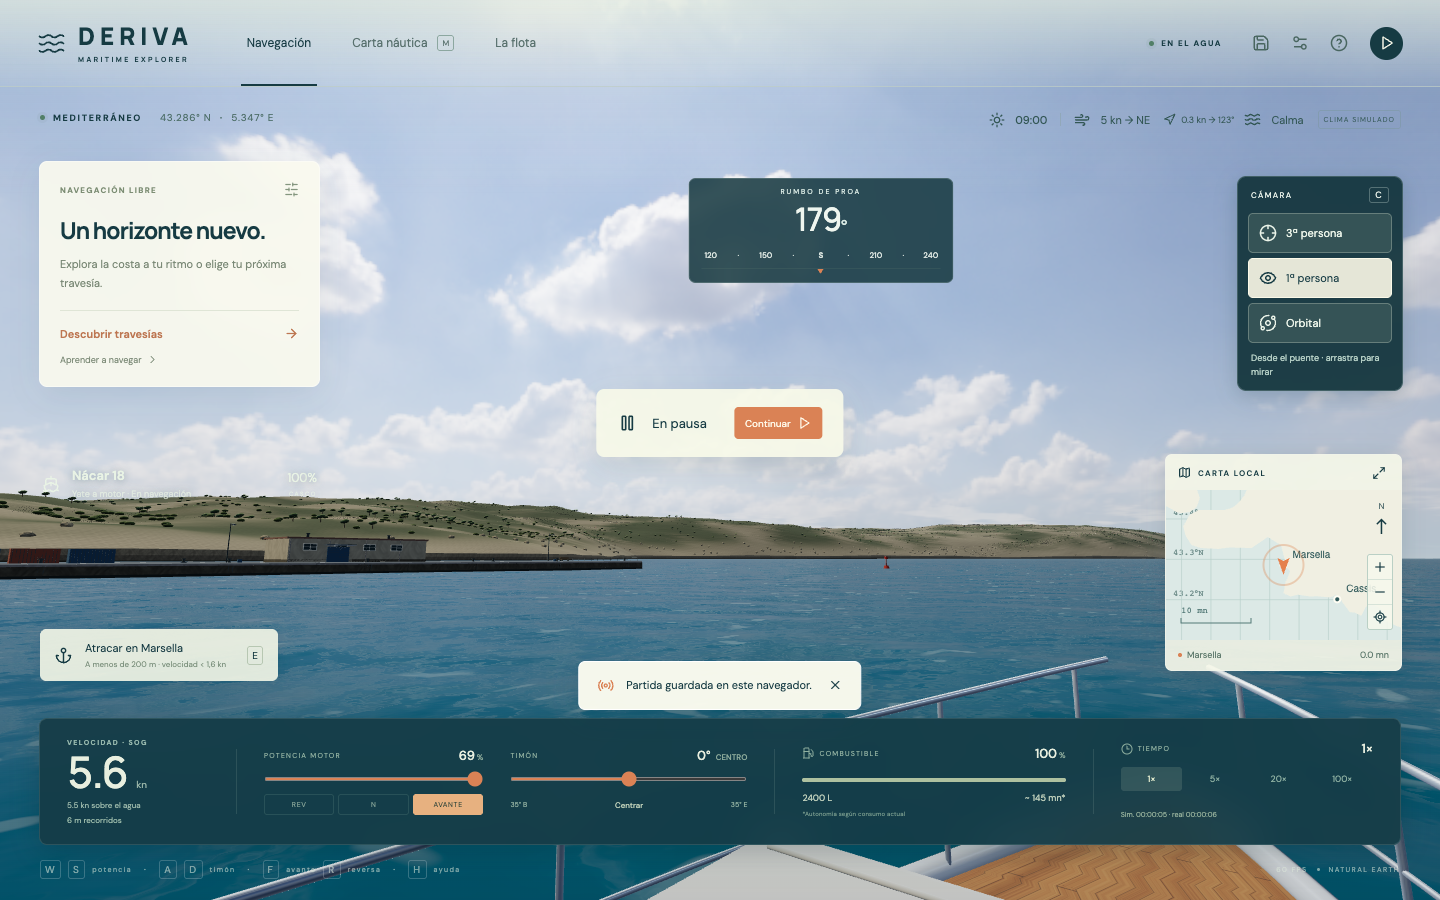 DERIVA
MARITIME EXPLORER
Navegación
Carta náutica M
La flota
EN EL AGUA
MEDITERRÁNEO 43.286° N · 5.347° E
09:00
5 kn → NE
0.3 kn → 123°
Calma
CLIMA SIMULADO
NAVEGACIÓN LIBRE
Un horizonte nuevo.
Explora la costa a tu ritmo o elige tu próxima
travesía.
Descubrir travesías
Aprender a navegar
RUMBO DE PROA
179°
120 · 150 · S · 210 · 240
CÁMARA C
3ª persona
1ª persona
Orbital
Desde el puente · arrastra para
mirar
En pausa
Continuar
Nácar 18
100%
Yate a motor · En navegación
CARTA LOCAL
N
43.3°N
Marsella
43.2°N
10 mn
Marsella 0.0 mn
Atracar en Marsella
A menos de 200 m · velocidad < 1,6 kn
E
Partida guardada en este navegador.
VELOCIDAD · SOG
5.6 kn
5.5 kn sobre el agua
6 m recorridos
POTENCIA MOTOR 69 %
REV N AVANTE
TIMÓN 0° CENTRO
35° B Centrar 35° E
COMBUSTIBLE 100 %
2400 L ~ 145 mn*
*Autonomía según consumo actual
TIEMPO 1×
1× 5× 20× 100×
Sim. 00:00:05 · real 00:00:06
W S potencia · A D timón · F avante R reversa · H ayuda
NATURAL EARTH